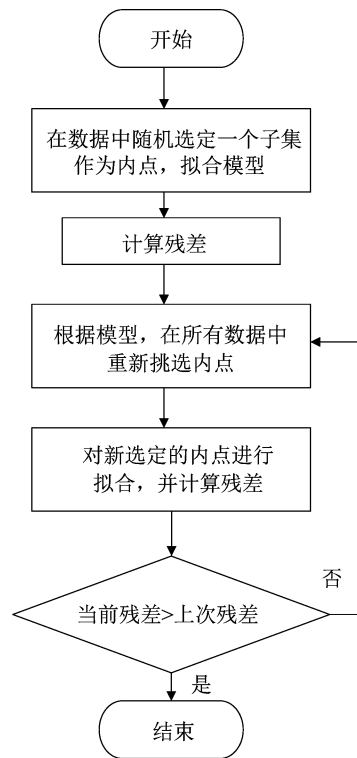 开始
在数据中随机选定一个子集
作为内点，拟合模型
计算残差
根据模型，在所有数据中
重新挑选内点
对新选定的内点进行
拟合，并计算残差
当前残差>上次残差
否
是
结束